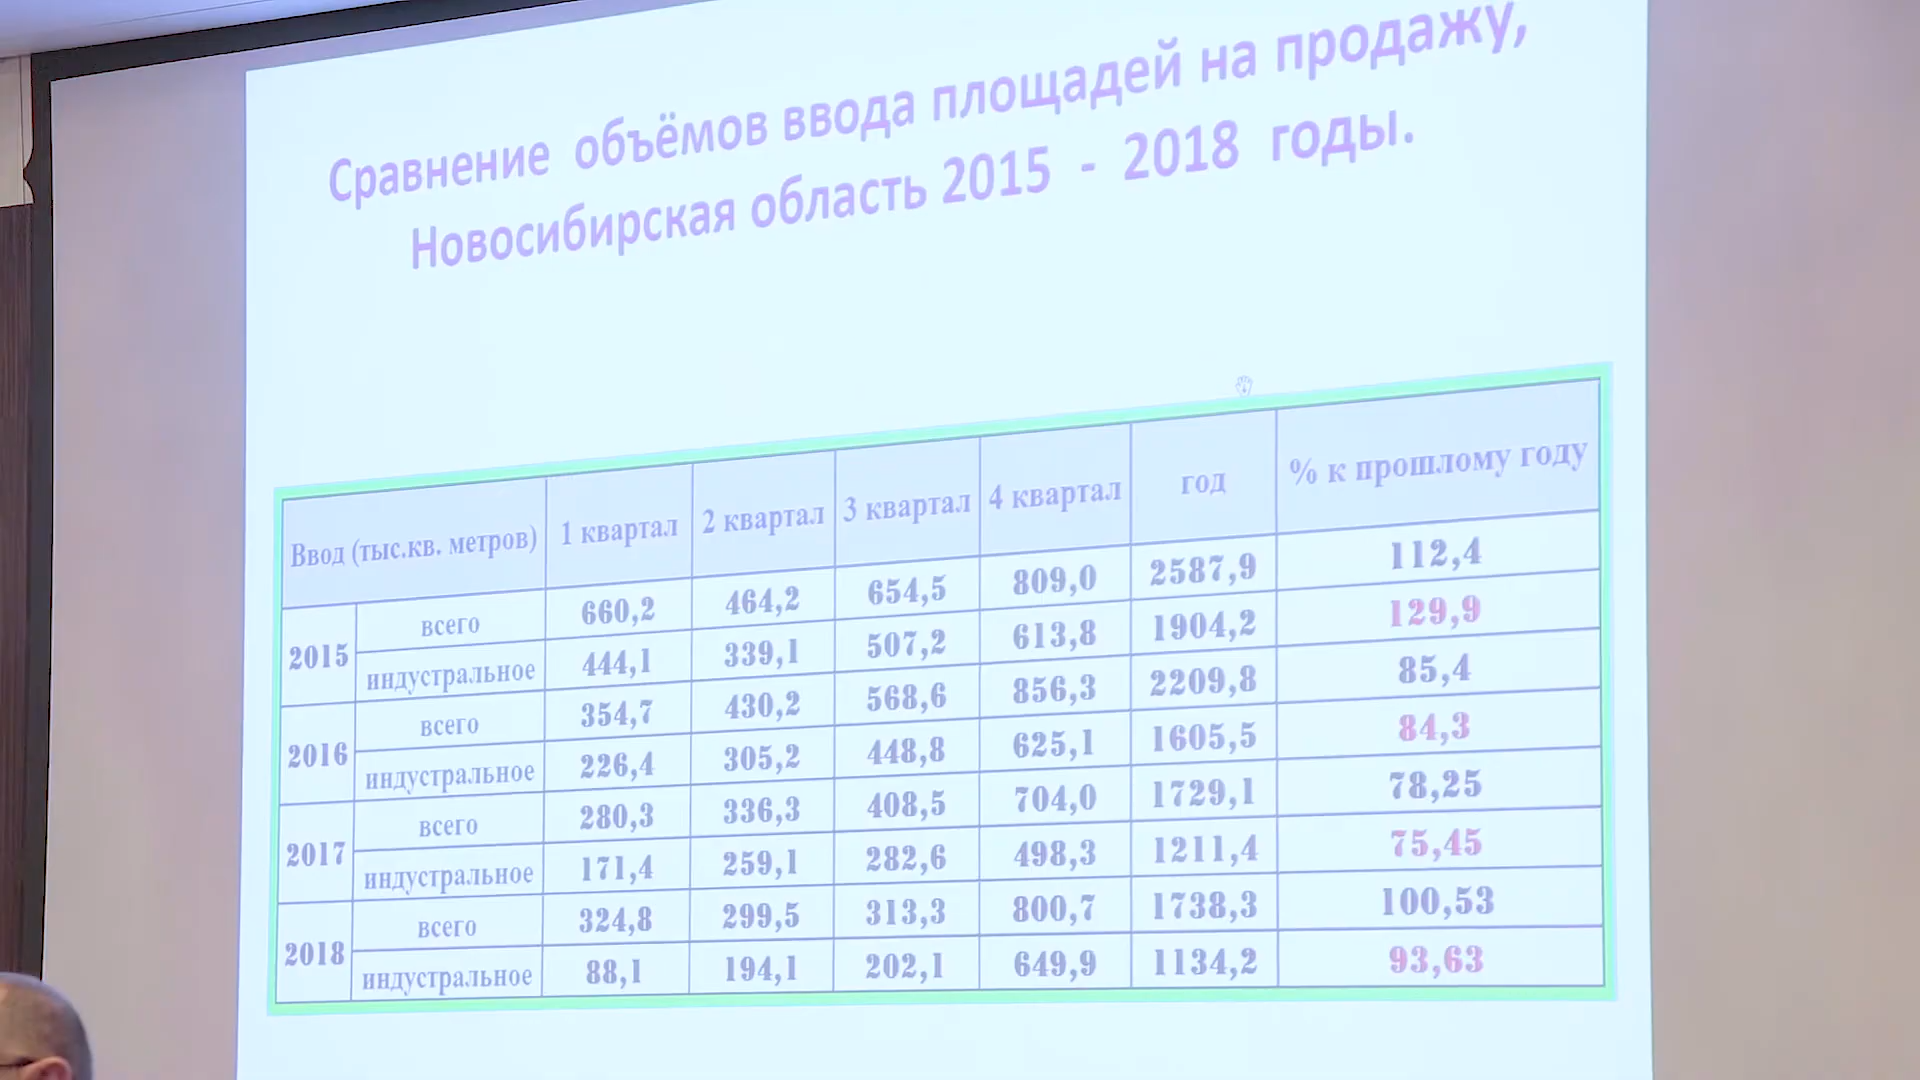 Сравнение объёмов ввода площадей на продажу,
Новосибирская область 2015 - 2018 годы.
Ввод (тыс.кв. метров) 1 квартал 2 квартал 3 квартал 4 квартал год % к прошлому году
2015 всего 660,2 464,2 654,5 809,0 2587,9 112,4
индустральное 444,1 339,1 507,2 613,8 1904,2 129,9
2016 всего 354,7 430,2 568,6 856,3 2209,8 85,4
индустральное 226,4 305,2 448,8 625,1 1605,5 84,3
2017 всего 280,3 336,3 408,5 704,0 1729,1 78,25
индустральное 171,4 259,1 282,6 498,3 1211,4 75,45
2018 всего 324,8 299,5 313,3 800,7 1738,3 100,53
индустральное 88,1 194,1 202,1 649,9 1134,2 93,63